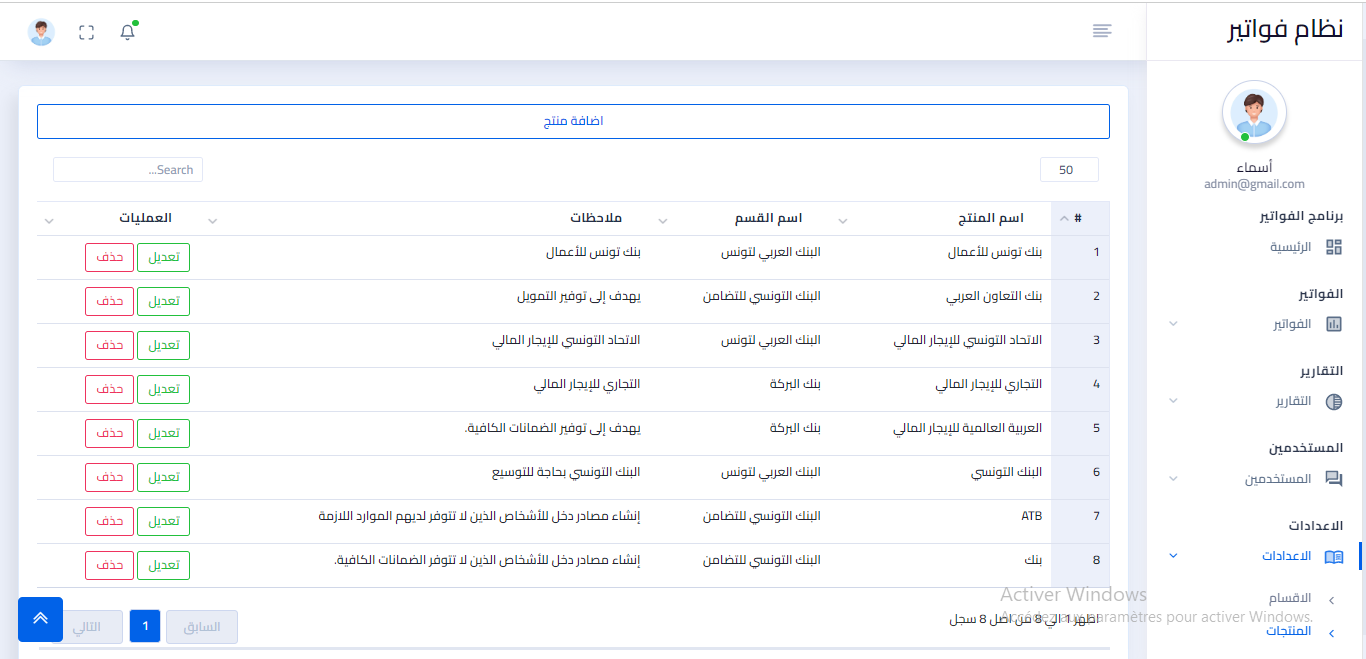 نظام فواتير
أسماء
admin@gmail.com
برنامج الفواتير
الرئيسية
الفواتير
الفواتير
التقارير
التقارير
المستخدمين
المستخدمين
الاعدادات
الاعدادات
الاقسام
المنتجات
اضافة منتج
50 Search...
# اسم المنتج اسم القسم ملاحظات العمليات
1 بنك تونس للأعمال البنك العربي لتونس بنك تونس للأعمال تعديل حذف
2 بنك التعاون العربي البنك التونسي للتضامن يهدف إلى توفير التمويل تعديل حذف
3 الاتحاد التونسي للإيجار المالي البنك العربي لتونس الاتحاد التونسي للإيجار المالي تعديل حذف
4 التجاري للإيجار المالي بنك البركة التجاري للإيجار المالي تعديل حذف
5 العربية العالمية للإيجار المالي بنك البركة يهدف إلى توفير الضمانات الكافية. تعديل حذف
6 البنك التونسي البنك العربي لتونس البنك التونسي بحاجة للتوسيع تعديل حذف
7 ATB البنك التونسي للتضامن إنشاء مصادر دخل للأشخاص الذين لا تتوفر لديهم الموارد اللازمة تعديل حذف
8 بنك البنك التونسي للتضامن إنشاء مصادر دخل للأشخاص الذين لا تتوفر الضمانات الكافية. تعديل حذف
اظهر 1 الي 8 من اصل 8 سجل
السابق 1 التالي
Activer Windows
Accédez aux paramètres pour activer Windows.